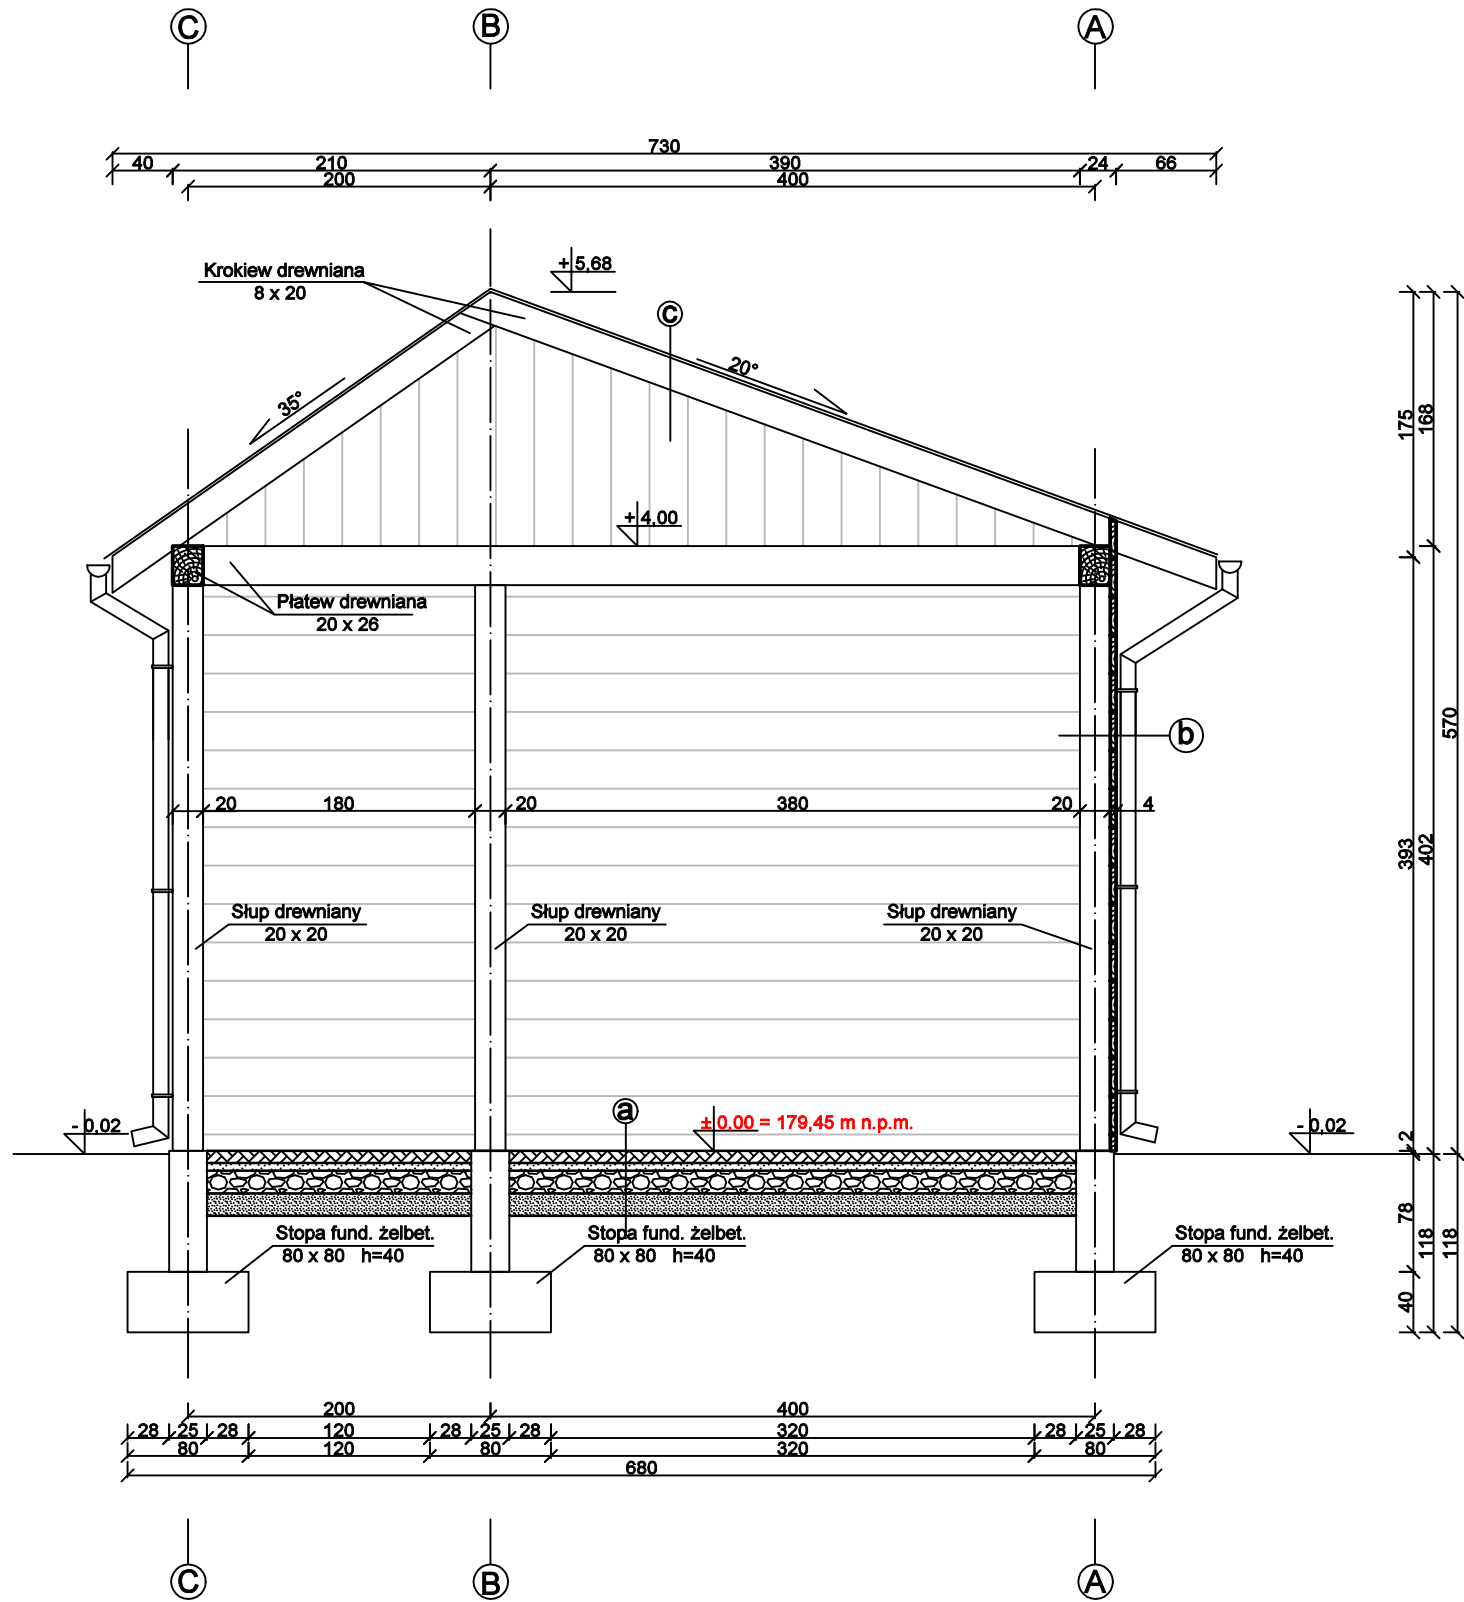 C
B
A
730
40
210
390
24
66
200
400
+5,68
Krokiew drewniana
8 x 20
c
20°
35°
175
168
+4,00
Płatew drewniana
20 x 26
570
b
20
180
20
380
20
4
393
402
Słup drewniany
20 x 20
Słup drewniany
20 x 20
Słup drewniany
20 x 20
a
-0,02
± 0,00 = 179,45 m n.p.m.
-0,02
2
78
118
118
Stopa fund. żelbet.
80 x 80 h=40
Stopa fund. żelbet.
80 x 80 h=40
Stopa fund. żelbet.
80 x 80 h=40
40
200
400
28
25
28
120
28
25
28
320
28
25
28
80
120
80
320
80
680
C
B
A